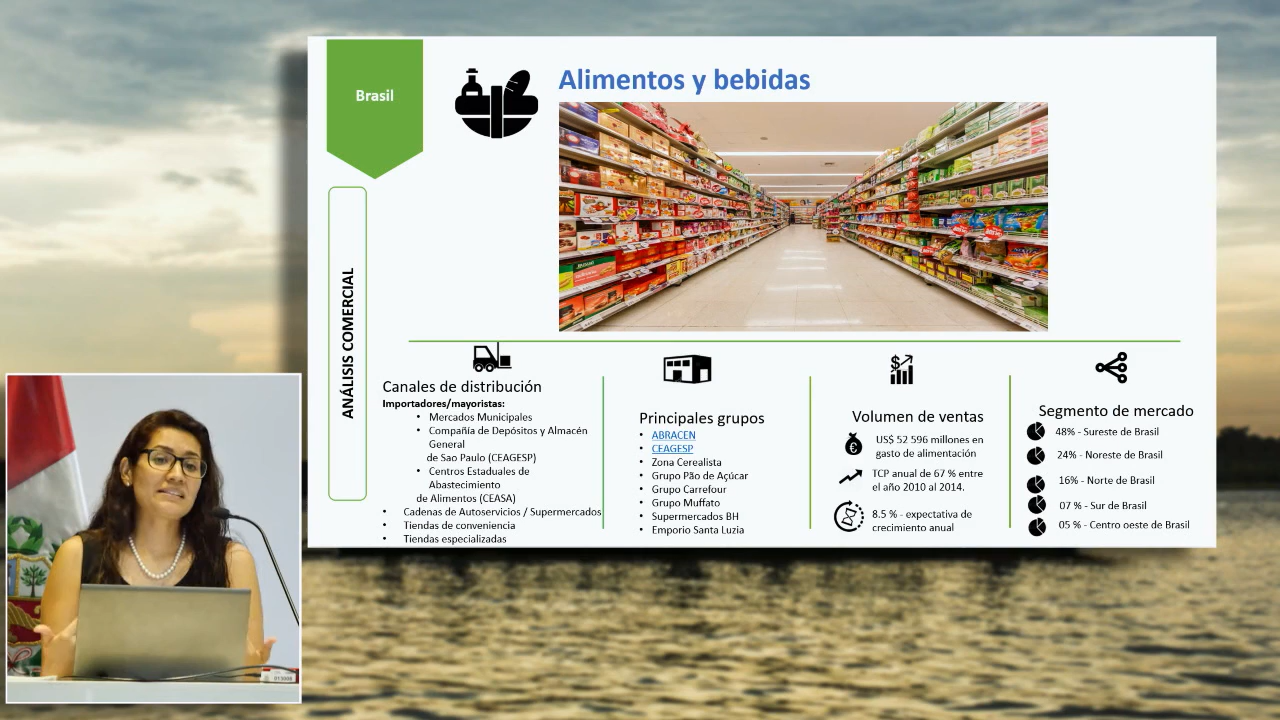 Brasil
Alimentos y bebidas
ANÁLISIS COMERCIAL
Canales de distribución
Importadores/mayoristas:
• Mercados Municipales
• Compañía de Depósitos y Almacén
General
de Sao Paulo (CEAGESP)
• Centros Estaduales de
Abastecimiento
de Alimentos (CEASA)
• Cadenas de Autoservicios / Supermercados
• Tiendas de conveniencia
• Tiendas especializadas
Principales grupos
• ABRACEN
• CEAGESP
• Zona Cerealista
• Grupo Pão de Açúcar
• Grupo Carrefour
• Grupo Muffato
• Supermercados BH
• Emporio Santa Luzia
Volumen de ventas
US$ 52 596 millones en
gasto de alimentación
TCP anual de 67 % entre
el año 2010 al 2014.
8.5 % - expectativa de
crecimiento anual
Segmento de mercado
48% - Sureste de Brasil
24% - Noreste de Brasil
16% - Norte de Brasil
07 % - Sur de Brasil
05 % - Centro oeste de Brasil